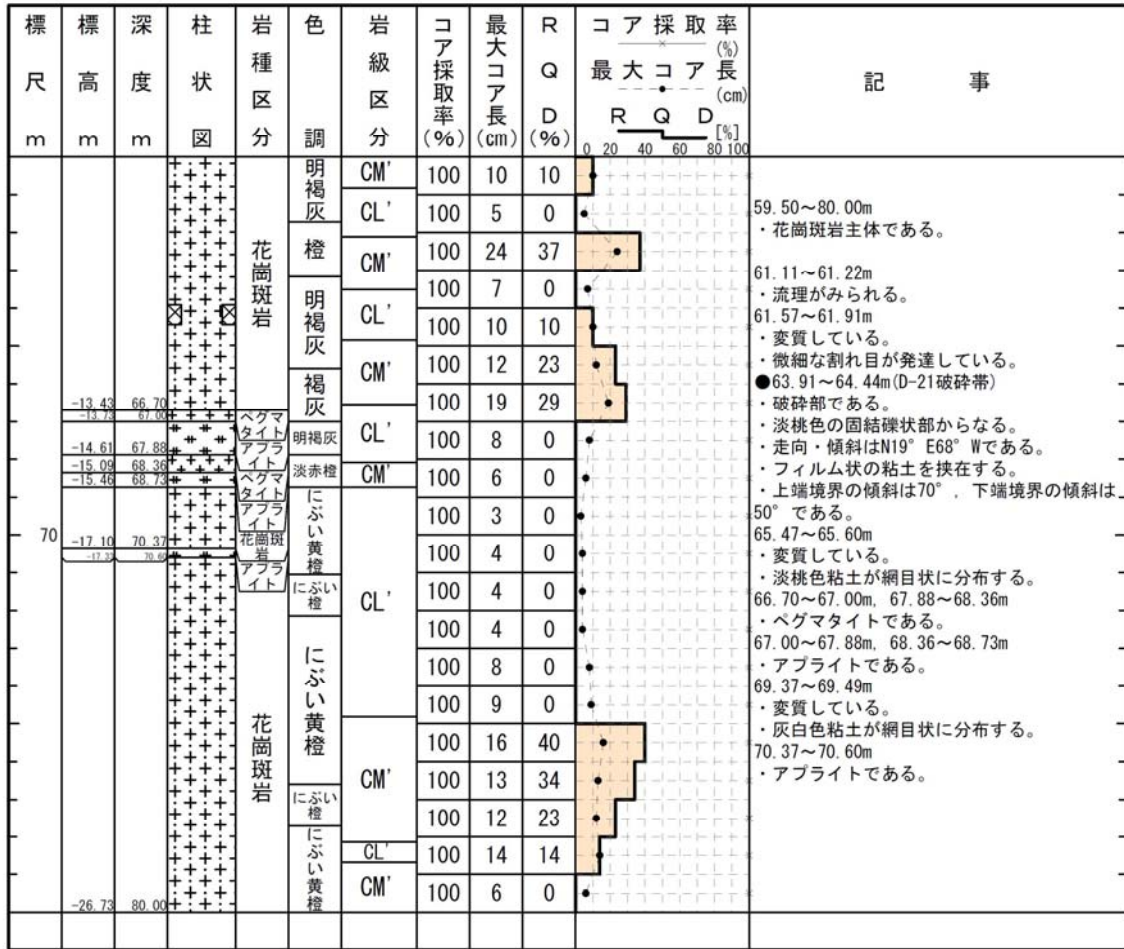 標尺 m
標高 m
深度 m
柱状図
岩種区分
色調
岩級区分
コア採取率(%)
最大コア長(cm)
RQD(%)
コア採取率
(%)
最大コア長
(cm)
RQD
[%]
0 20 40 60 80 100
記事
明褐灰
橙
明褐灰
褐灰
明褐灰
淡赤橙
にぶい黄橙
にぶい橙
にぶい黄橙
にぶい橙
にぶい黄橙
花崗斑岩
ペグマタイト
アプライト
ペグマタイト
アプライト
花崗斑岩
アプライト
花崗斑岩
CM'
CL'
CM'
CL'
CM'
CL'
CM'
CL'
CM'
CL'
CM'
100 10 10
100 5 0
100 24 37
100 7 0
100 10 10
100 12 23
100 19 29
100 8 0
100 6 0
100 3 0
100 4 0
100 4 0
100 4 0
100 8 0
100 9 0
100 16 40
100 13 34
100 12 23
100 14 14
100 6 0
-13.43 66.70
-13.73 67.00
-14.61 67.88
-15.09 68.36
-15.46 68.73
70
-17.10 70.37
70.60
-26.73 80.00
59.50～80.00m
・花崗斑岩主体である。
61.11～61.22m
・流理がみられる。
61.57～61.91m
・変質している。
・微細な割れ目が発達している。
●63.91～64.44m(D-21破砕帯)
・破砕部である。
・淡桃色の固結礫状部からなる。
・走向・傾斜はN19°E68°Wである。
・フィルム状の粘土を挟在する。
・上端境界の傾斜は70°，下端境界の傾斜は
50°である。
65.47～65.60m
・変質している。
・淡桃色粘土が網目状に分布する。
66.70～67.00m, 67.88～68.36m
・ペグマタイトである。
67.00～67.88m, 68.36～68.73m
・アプライトである。
69.37～69.49m
・変質している。
・灰白色粘土が網目状に分布する。
70.37～70.60m
・アプライトである。